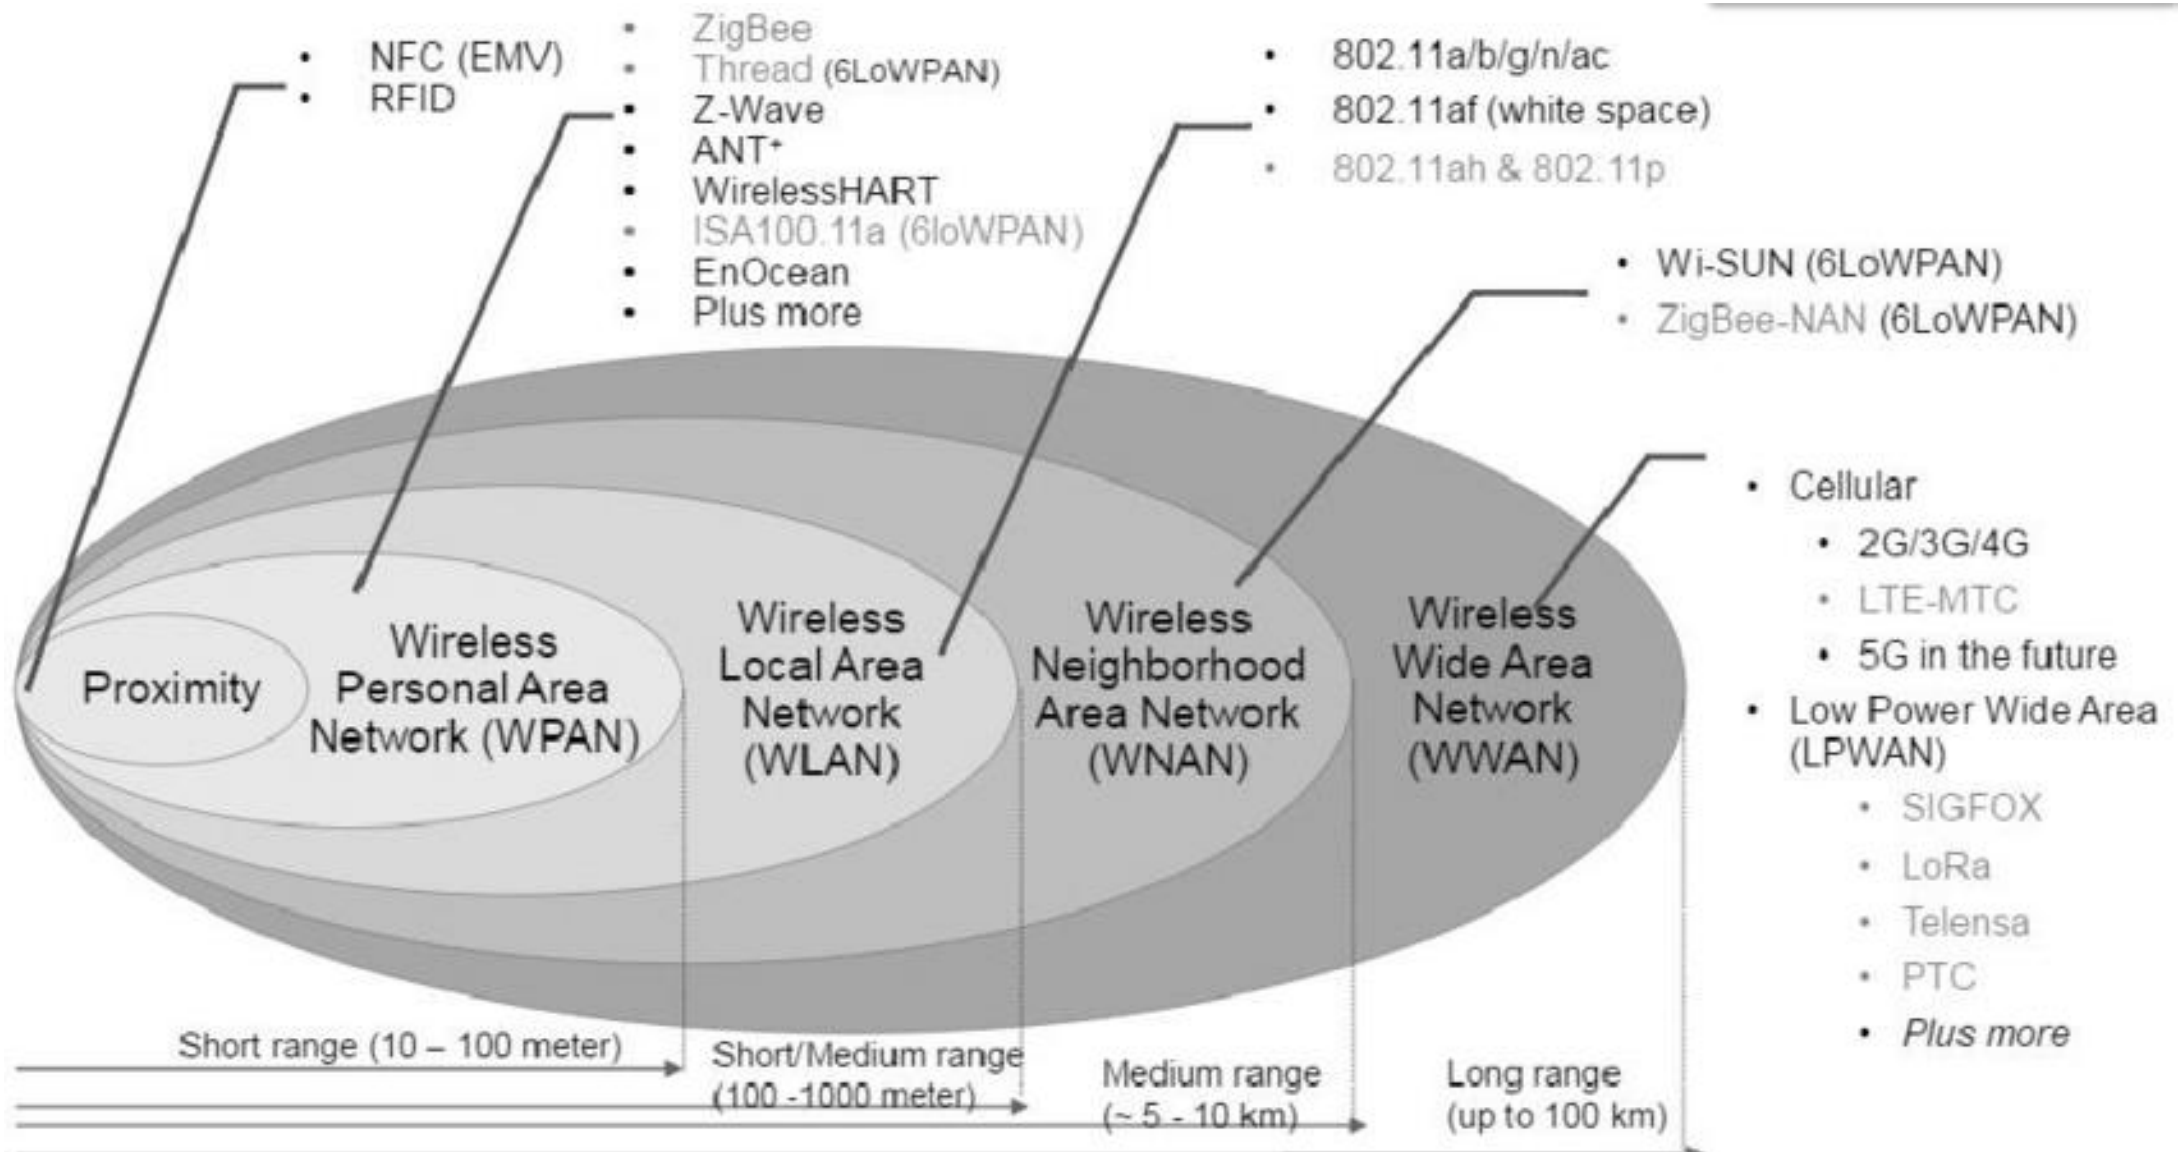 • NFC (EMV)
• RFID
• ZigBee
• Thread (6LoWPAN)
• Z-Wave
• ANT+
• WirelessHART
• ISA100.11a (6loWPAN)
• EnOcean
• Plus more
• 802.11a/b/g/n/ac
• 802.11af (white space)
• 802.11ah & 802.11p
• Wi-SUN (6LoWPAN)
• ZigBee-NAN (6LoWPAN)
• Cellular
• 2G/3G/4G
• LTE-MTC
• 5G in the future
• Low Power Wide Area
(LPWAN)
• SIGFOX
• LoRa
• Telensa
• PTC
• Plus more
Proximity
Wireless
Personal Area
Network (WPAN)
Wireless
Local Area
Network
(WLAN)
Wireless
Neighborhood
Area Network
(WNAN)
Wireless
Wide Area
Network
(WWAN)
Short range (10 – 100 meter)
Short/Medium range
(100 -1000 meter)
Medium range
(~ 5 - 10 km)
Long range
(up to 100 km)